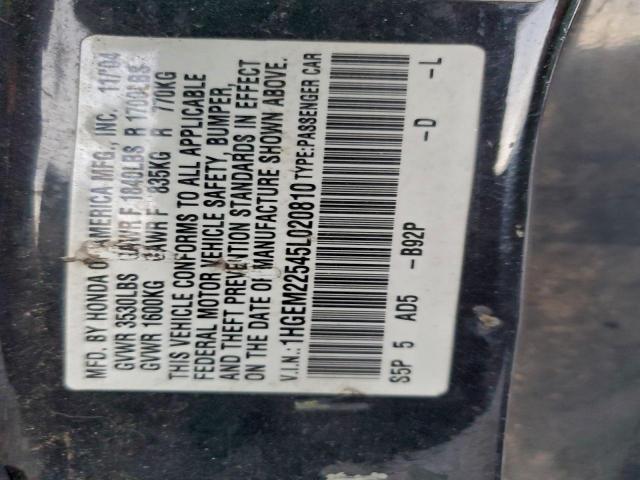 MFD. BY HONDA OF AMERICA MFG., INC. 11/'04
GVWR 3530LBS GAWR F 1840LBS R 1700LBS
GVWR 1600KG GAWR F 835KG R 770KG
THIS VEHICLE CONFORMS TO ALL APPLICABLE
FEDERAL MOTOR VEHICLE SAFETY, BUMPER,
AND THEFT PREVENTION STANDARDS IN EFFECT
ON THE DATE OF MANUFACTURE SHOWN ABOVE.
V.I.N.: 1HGEM22545L020810 TYPE:PASSENGER CAR
S5P 5 AD5 -B92P -D -L